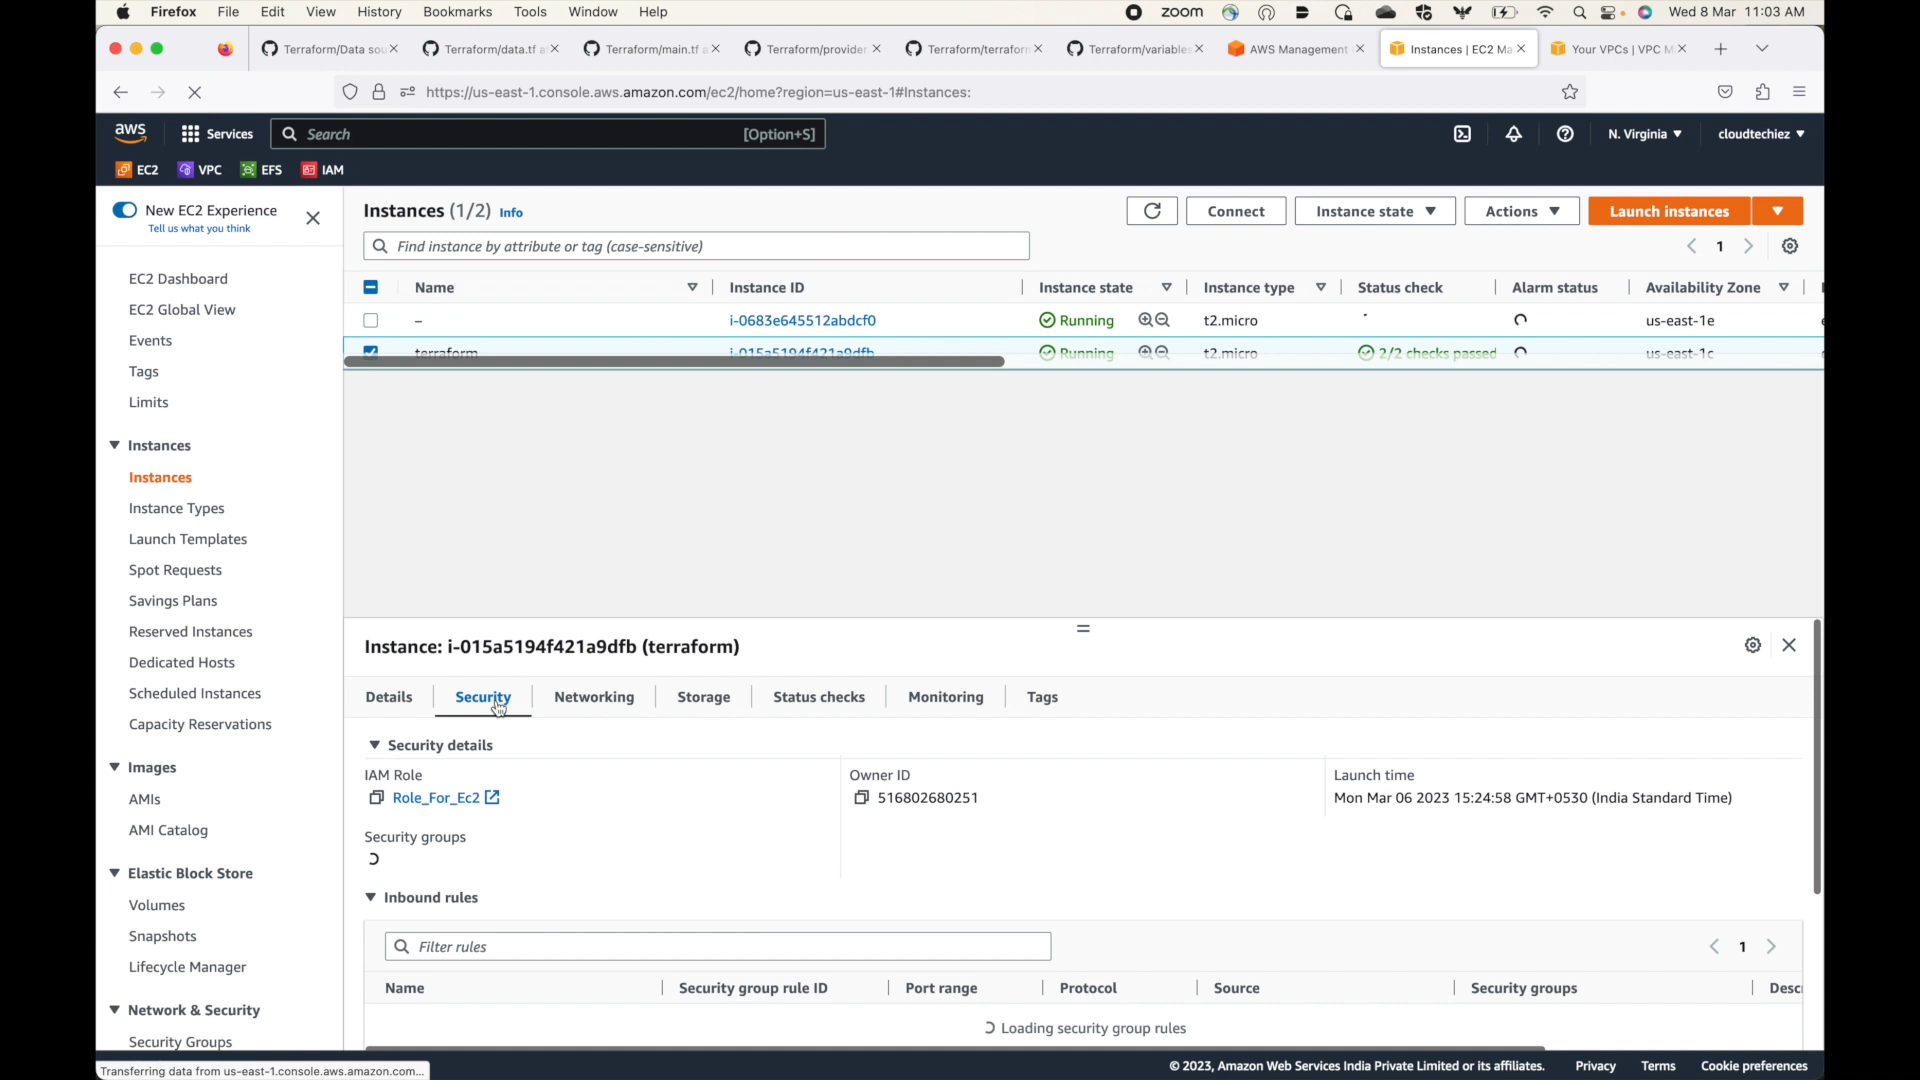 Firefox File Edit View History Bookmarks Tools Window Help zoom Wed 8 Mar 11:03 AM
Terraform/Data sou Terraform/data.tf a Terraform/main.tf a Terraform/provider Terraform/terraform Terraform/variables AWS Management Instances | EC2 Ma Your VPCs | VPC M
https://us-east-1.console.aws.amazon.com/ec2/home?region=us-east-1#Instances:
aws Services Search [Option+S] N. Virginia cloudtechiez
EC2 VPC EFS IAM
New EC2 Experience
Tell us what you think
EC2 Dashboard
EC2 Global View
Events
Tags
Limits
Instances
Instances
Instance Types
Launch Templates
Spot Requests
Savings Plans
Reserved Instances
Dedicated Hosts
Scheduled Instances
Capacity Reservations
Images
AMIs
AMI Catalog
Elastic Block Store
Volumes
Snapshots
Lifecycle Manager
Network & Security
Security Groups
Instances (1/2) Info Connect Instance state Actions Launch instances
Find instance by attribute or tag (case-sensitive) 1
Name Instance ID Instance state Instance type Status check Alarm status Availability Zone
– i-0683e645512abdcf0 Running t2.micro - us-east-1e
terraform i-015a5194f421a9dfb Running t2.micro 2/2 checks passed us-east-1c
Instance: i-015a5194f421a9dfb (terraform)
Details Security Networking Storage Status checks Monitoring Tags
Security details
IAM Role Owner ID Launch time
Role_For_Ec2 516802680251 Mon Mar 06 2023 15:24:58 GMT+0530 (India Standard Time)
Security groups
Inbound rules
Filter rules 1
Name Security group rule ID Port range Protocol Source Security groups Desc
Loading security group rules
Transferring data from us-east-1.console.aws.amazon.com...
© 2023, Amazon Web Services India Private Limited or its affiliates. Privacy Terms Cookie preferences